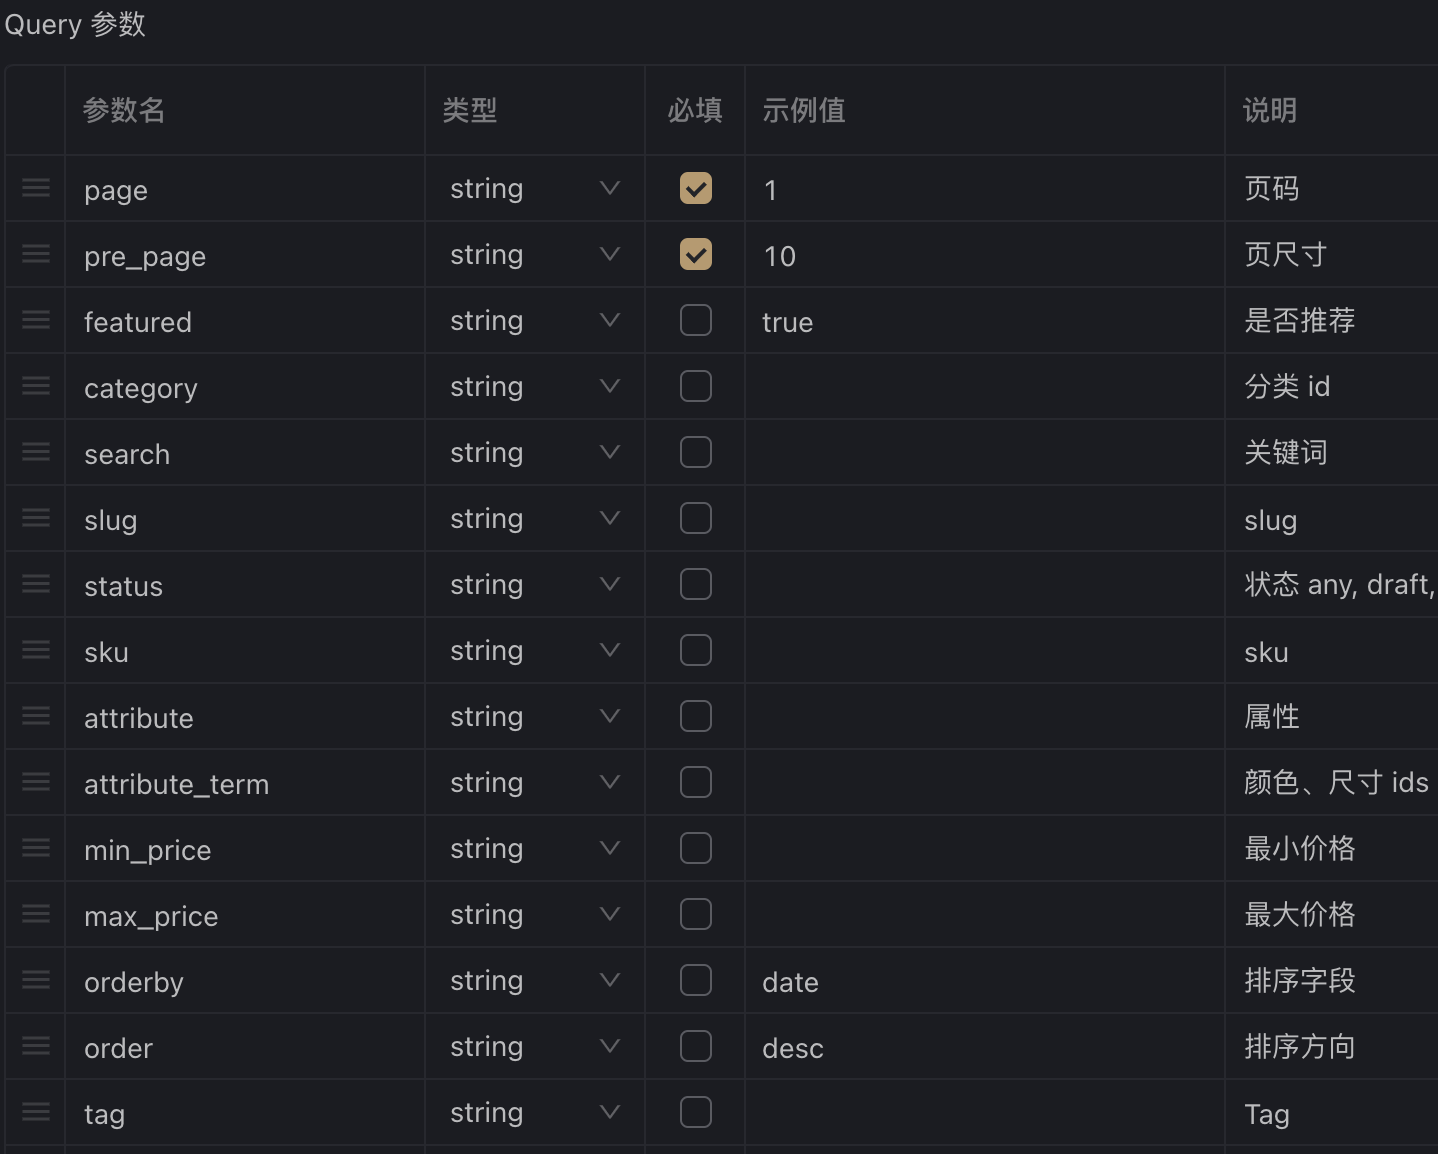 Query 参数
参数名 类型 必填 示例值 说明
page string 1 页码
pre_page string 10 页尺寸
featured string true 是否推荐
category string 分类 id
search string 关键词
slug string slug
status string 状态 any, draft,
sku string sku
attribute string 属性
attribute_term string 颜色、尺寸 ids
min_price string 最小价格
max_price string 最大价格
orderby string date 排序字段
order string desc 排序方向
tag string Tag